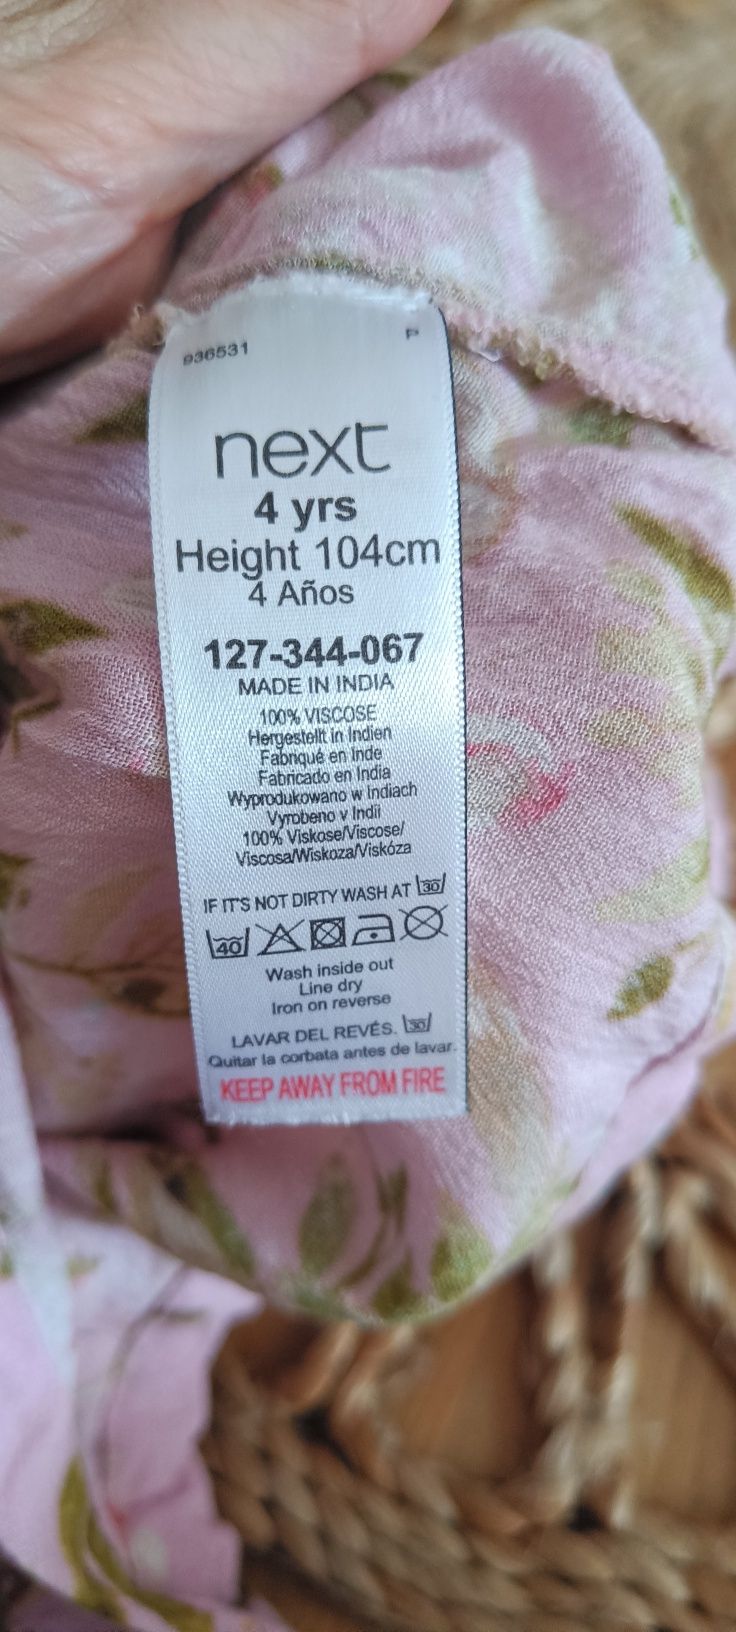 936531 P
next
4 yrs
Height 104cm
4 Años
127-344-067
MADE IN INDIA
100% VISCOSE
Hergestellt in Indien
Fabriqué en Inde
Fabricado en India
Wyprodukowano w Indiach
Vyrobeno v Indii
100% Viskose/Viscose/
Viscosa/Wiskoza/Viskóza
IF IT'S NOT DIRTY WASH AT 30
40
Wash inside out
Line dry
Iron on reverse
LAVAR DEL REVÉS. 30
Quitar la corbata antes de lavar.
KEEP AWAY FROM FIRE